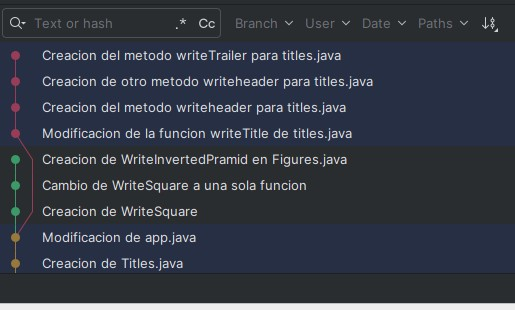 Text or hash .* Cc Branch User Date Paths
Creacion del metodo writeTrailer para titles.java
Creacion de otro metodo writeheader para titles.java
Creacion del metodo writeheader para titles.java
Modificacion de la funcion writeTitle de titles.java
Creacion de WriteInvertedPramid en Figures.java
Cambio de WriteSquare a una sola funcion
Creacion de WriteSquare
Modificacion de app.java
Creacion de Titles.java